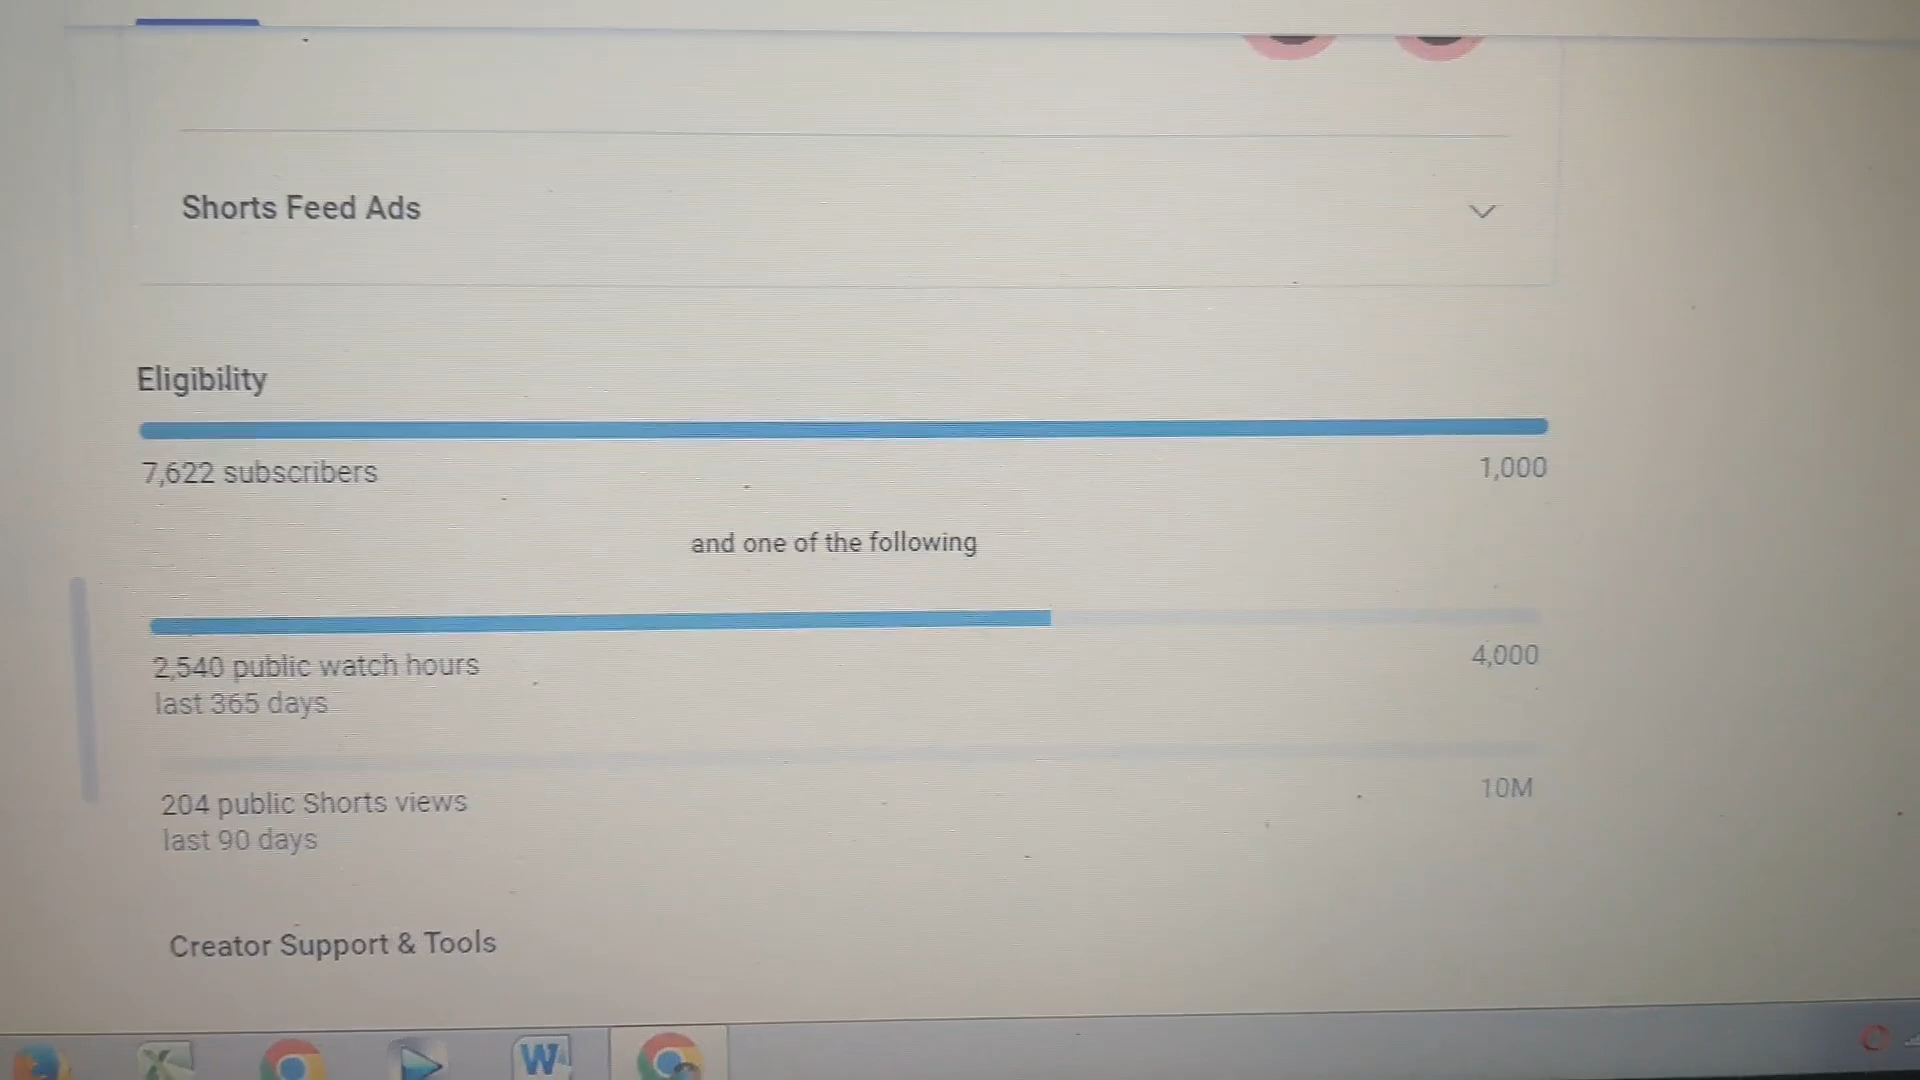 Shorts Feed Ads
Eligibility
7,622 subscribers
1,000
and one of the following
2,540 public watch hours
last 365 days
4,000
204 public Shorts views
last 90 days
10M
Creator Support & Tools
W